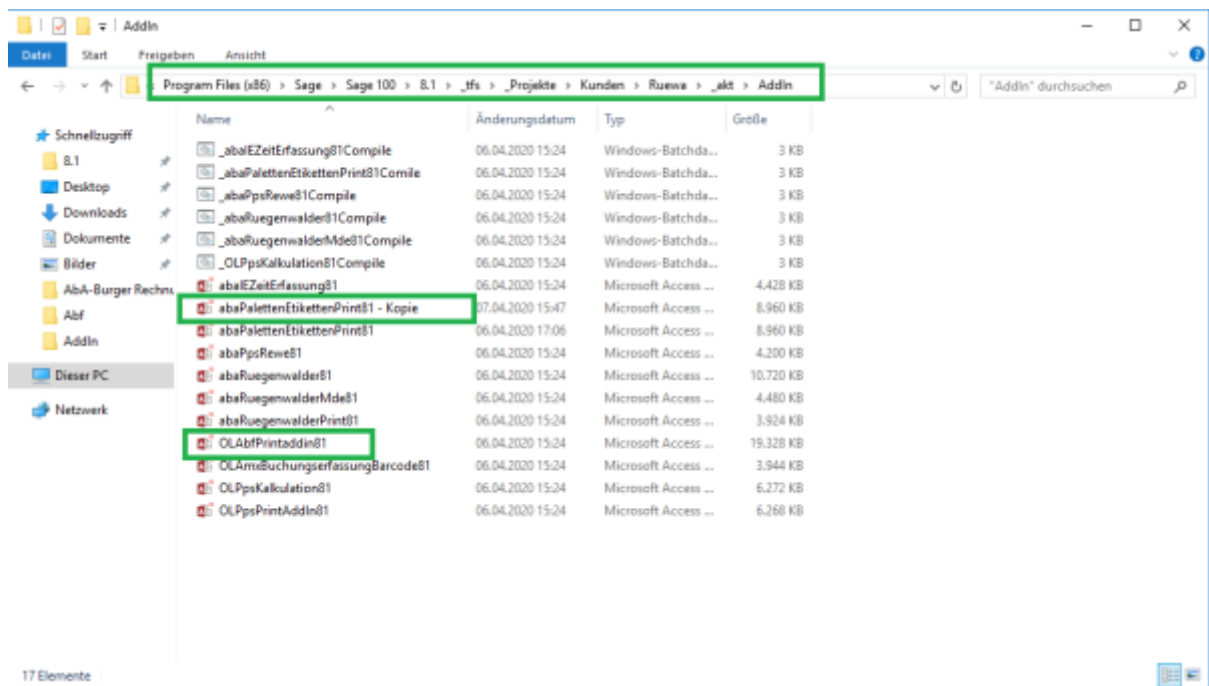 AddIn
Datei Start Freigeben Ansicht
Program Files (x86) > Sage > Sage 100 > 8.1 > _tfs > _Projekte > Kunden > Ruewa > _akt > AddIn
"AddIn" durchsuchen
Name Änderungsdatum Typ Größe
Schnellzugriff
8.1
Desktop
Downloads
Dokumente
Bilder
AbA-Burger Rechnu
Abf
AddIn
Dieser PC
Netzwerk
_abaIEZeitErfassung81Compile 06.04.2020 15:24 Windows-Batchda... 3 KB
_abaPalettenEtikettenPrint81Comile 06.04.2020 15:24 Windows-Batchda... 3 KB
_abaPpsRewe81Compile 06.04.2020 15:24 Windows-Batchda... 3 KB
_abaRuegenwalder81Compile 06.04.2020 15:24 Windows-Batchda... 3 KB
_abaRuegenwalderMde81Compile 06.04.2020 15:24 Windows-Batchda... 3 KB
_OLPpsKalkulation81Compile 06.04.2020 15:24 Windows-Batchda... 3 KB
abaIEZeitErfassung81 06.04.2020 15:24 Microsoft Access ... 4.428 KB
abaPalettenEtikettenPrint81 - Kopie 07.04.2020 15:47 Microsoft Access ... 8.960 KB
abaPalettenEtikettenPrint81 06.04.2020 17:06 Microsoft Access ... 8.960 KB
abaPpsRewe81 06.04.2020 15:24 Microsoft Access ... 4.200 KB
abaRuegenwalder81 06.04.2020 15:24 Microsoft Access ... 10.720 KB
abaRuegenwalderMde81 06.04.2020 15:24 Microsoft Access ... 4.480 KB
abaRuegenwalderPrint81 06.04.2020 15:24 Microsoft Access ... 3.924 KB
OLAbfPrintaddin81 06.04.2020 15:24 Microsoft Access ... 19.328 KB
OLAmxBuchungserfassungBarcode81 06.04.2020 15:24 Microsoft Access ... 3.944 KB
OLPpsKalkulation81 06.04.2020 15:24 Microsoft Access ... 6.272 KB
OLPpsPrintAddIn81 06.04.2020 15:24 Microsoft Access ... 6.268 KB
17 Elemente